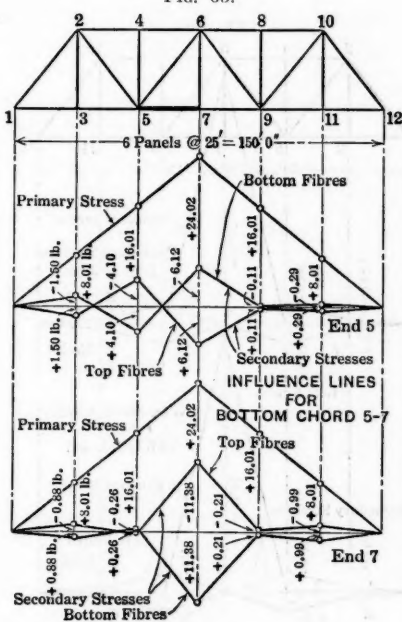 FIG. 69.
2 4 6 8 10
1 3 5 7 9 11 12
6 Panels @ 25'= 150' 0"
Primary Stress
Bottom Fibres
-1.50 lb.
+8.01 lb.
-4.10
+16.01
-6.12
+24.02
-0.11
+16.01
-0.29
+8.01
+1.50 lb.
+4.10
+6.12
+0.11
+0.29
End 5
Top Fibres
Secondary Stresses
INFLUENCE LINES
FOR
BOTTOM CHORD 5-7
Primary Stress
Top Fibres
-0.88 lb.
+8.01 lb.
-0.26
+16.01
-11.38
+24.02
-0.21
+16.01
-0.99
+8.01
+0.88 lb.
+0.26
+11.38
+0.21
+0.99
End 7
Secondary Stresses
Bottom Fibres